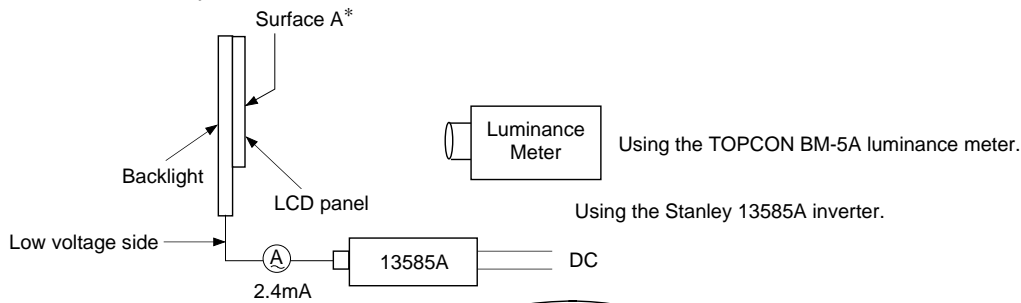 Surface A*
Luminance
Meter
Using the TOPCON BM-5A luminance meter.
Backlight
LCD panel
Using the Stanley 13585A inverter.
Low voltage side
A
13585A
DC
2.4mA